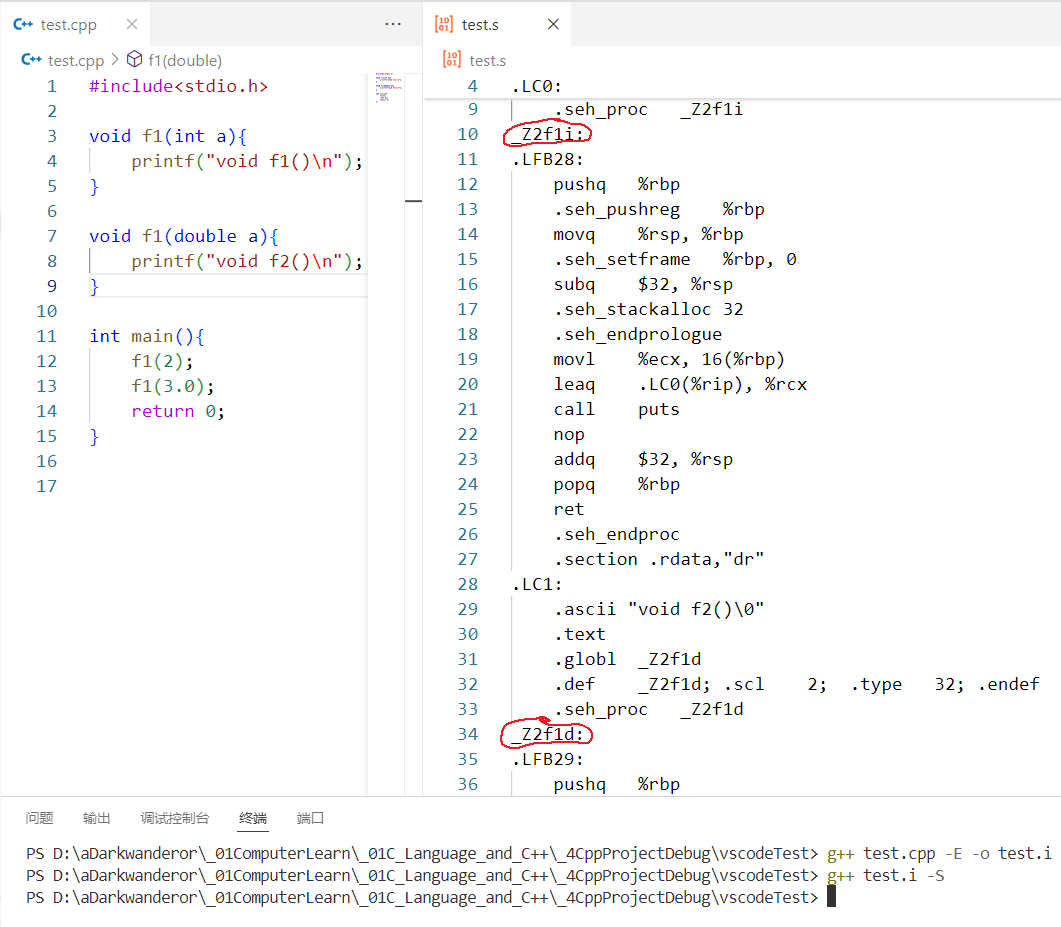 test.cpp
test.cpp > f1(double)
1 #include<stdio.h>
2
3 void f1(int a){
4 printf("void f1()\n");
5 }
6
7 void f1(double a){
8 printf("void f2()\n");
9 }
10
11 int main(){
12 f1(2);
13 f1(3.0);
14 return 0;
15 }
16
17
test.s
test.s
4 .LC0:
9 .seh_proc _Z2f1i
10 _Z2f1i:
11 .LFB28:
12 pushq %rbp
13 .seh_pushreg %rbp
14 movq %rsp, %rbp
15 .seh_setframe %rbp, 0
16 subq $32, %rsp
17 .seh_stackalloc 32
18 .seh_endprologue
19 movl %ecx, 16(%rbp)
20 leaq .LC0(%rip), %rcx
21 call puts
22 nop
23 addq $32, %rsp
24 popq %rbp
25 ret
26 .seh_endproc
27 .section .rdata,"dr"
28 .LC1:
29 .ascii "void f2()\0"
30 .text
31 .globl _Z2f1d
32 .def _Z2f1d; .scl 2; .type 32; .endef
33 .seh_proc _Z2f1d
34 _Z2f1d:
35 .LFB29:
36 pushq %rbp
问题 输出 调试控制台 终端 端口
PS D:\aDarkwanderor\_01ComputerLearn\_01C_Language_and_C++\_4CppProjectDebug\vscodeTest> g++ test.cpp -E -o test.i
PS D:\aDarkwanderor\_01ComputerLearn\_01C_Language_and_C++\_4CppProjectDebug\vscodeTest> g++ test.i -S
PS D:\aDarkwanderor\_01ComputerLearn\_01C_Language_and_C++\_4CppProjectDebug\vscodeTest>